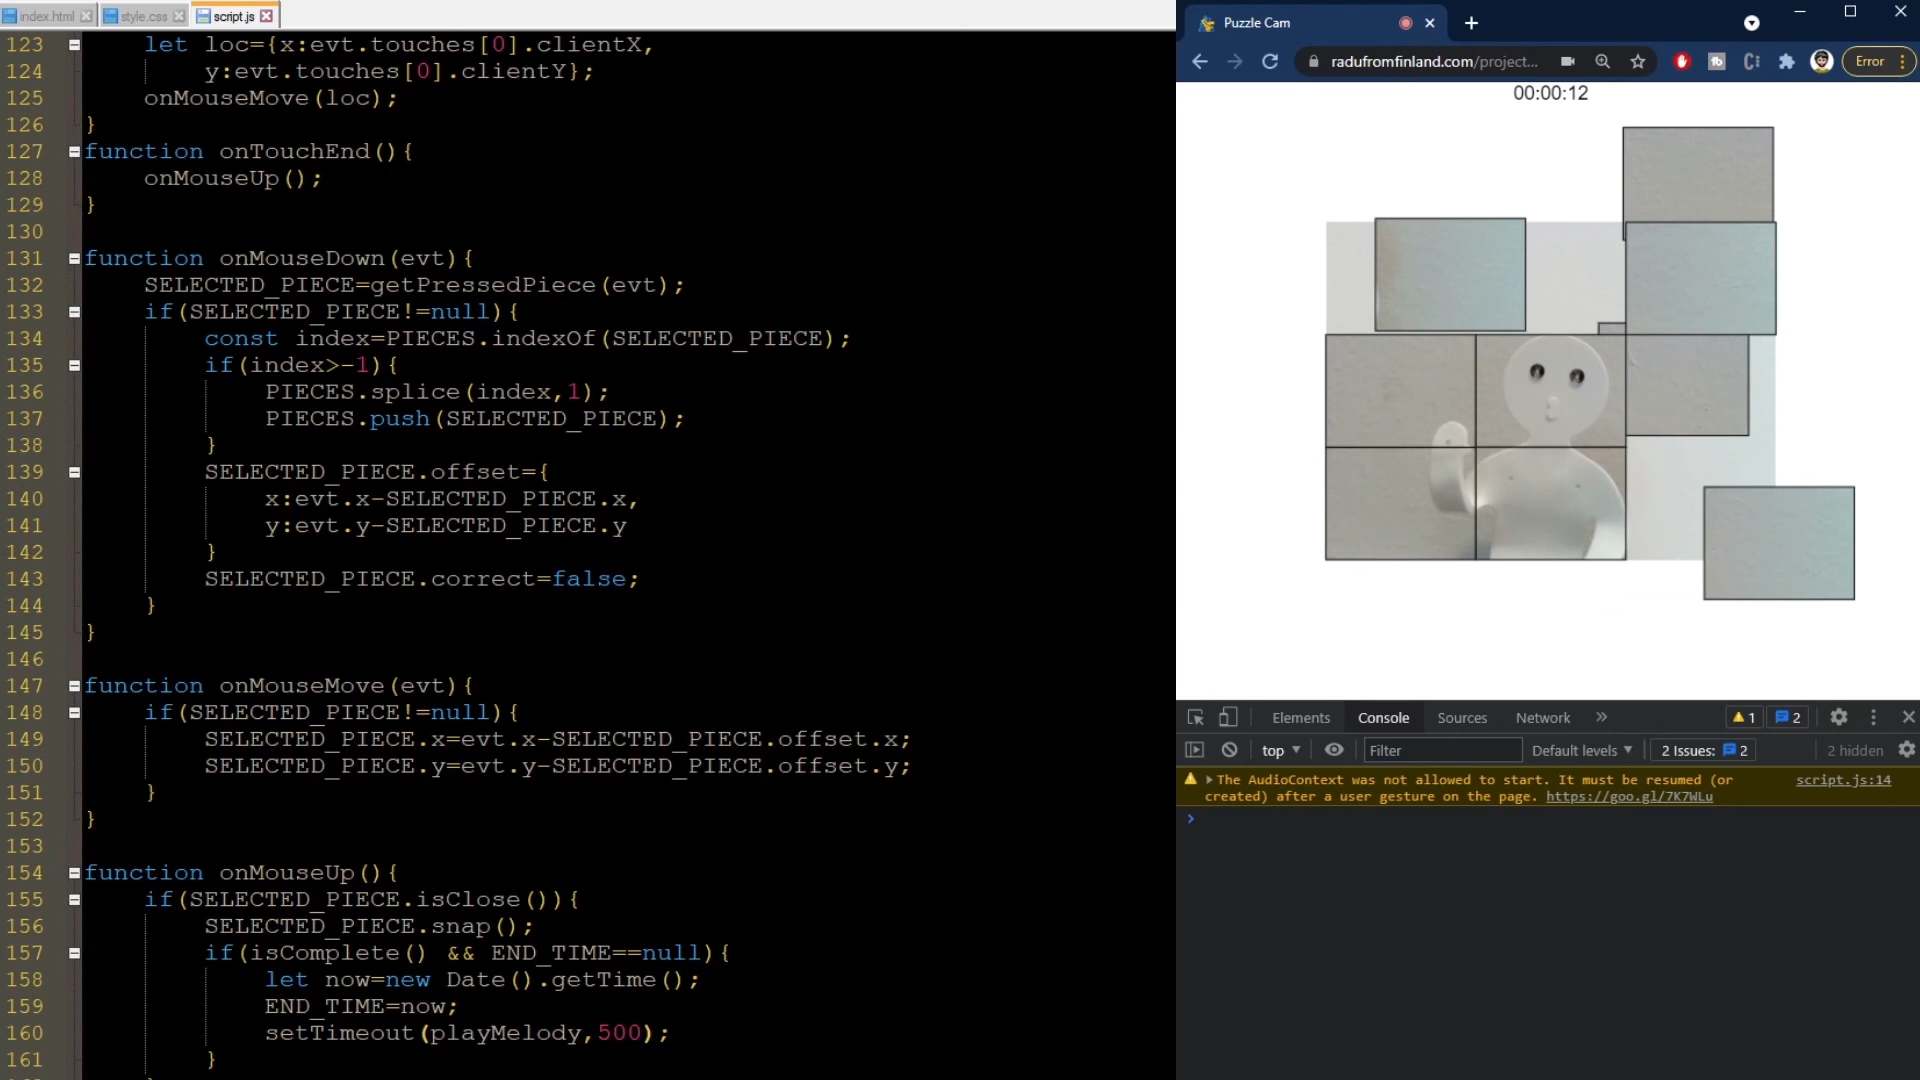 index.html
style.css
script.js
123 let loc={x:evt.touches[0].clientX,
124 y:evt.touches[0].clientY};
125 onMouseMove(loc);
126 }
127 function onTouchEnd(){
128 onMouseUp();
129 }
130
131 function onMouseDown(evt){
132 SELECTED_PIECE=getPressedPiece(evt);
133 if(SELECTED_PIECE!=null){
134 const index=PIECES.indexOf(SELECTED_PIECE);
135 if(index>-1){
136 PIECES.splice(index,1);
137 PIECES.push(SELECTED_PIECE);
138 }
139 SELECTED_PIECE.offset={
140 x:evt.x-SELECTED_PIECE.x,
141 y:evt.y-SELECTED_PIECE.y
142 }
143 SELECTED_PIECE.correct=false;
144 }
145 }
146
147 function onMouseMove(evt){
148 if(SELECTED_PIECE!=null){
149 SELECTED_PIECE.x=evt.x-SELECTED_PIECE.offset.x;
150 SELECTED_PIECE.y=evt.y-SELECTED_PIECE.offset.y;
151 }
152 }
153
154 function onMouseUp(){
155 if(SELECTED_PIECE.isClose()){
156 SELECTED_PIECE.snap();
157 if(isComplete() && END_TIME==null){
158 let now=new Date().getTime();
159 END_TIME=now;
160 setTimeout(playMelody,500);
161 }
Puzzle Cam
radufromfinland.com/project...
Error
00:00:12
Elements Console Sources Network » 1 2
top Filter Default levels 2 Issues: 2 2 hidden
The AudioContext was not allowed to start. It must be resumed (or script.js:14
created) after a user gesture on the page. https://goo.gl/7K7WLu